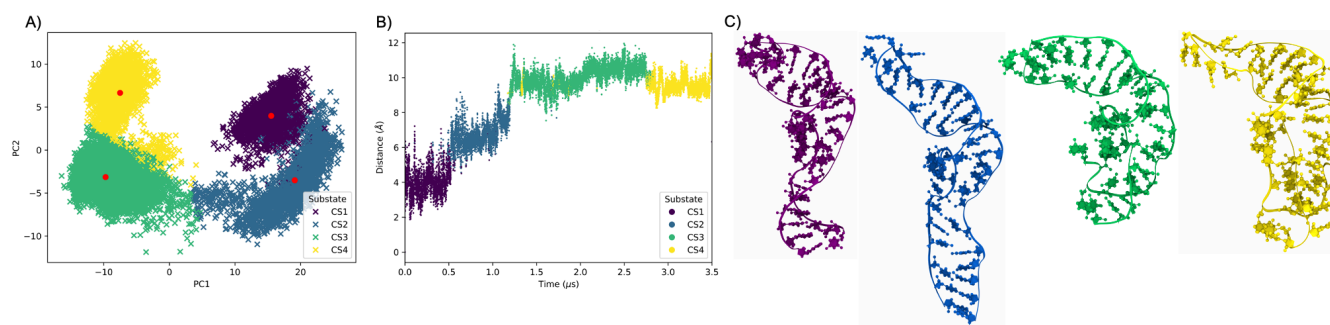 A)
10
5
0
−5
−10
PC2
−10
0
10
20
PC1
Substate
CS1
CS2
CS3
CS4
B)
12
10
8
6
4
2
0
Distance (Å)
0.0
0.5
1.0
1.5
2.0
2.5
3.0
3.5
Time (μs)
Substate
CS1
CS2
CS3
CS4
C)